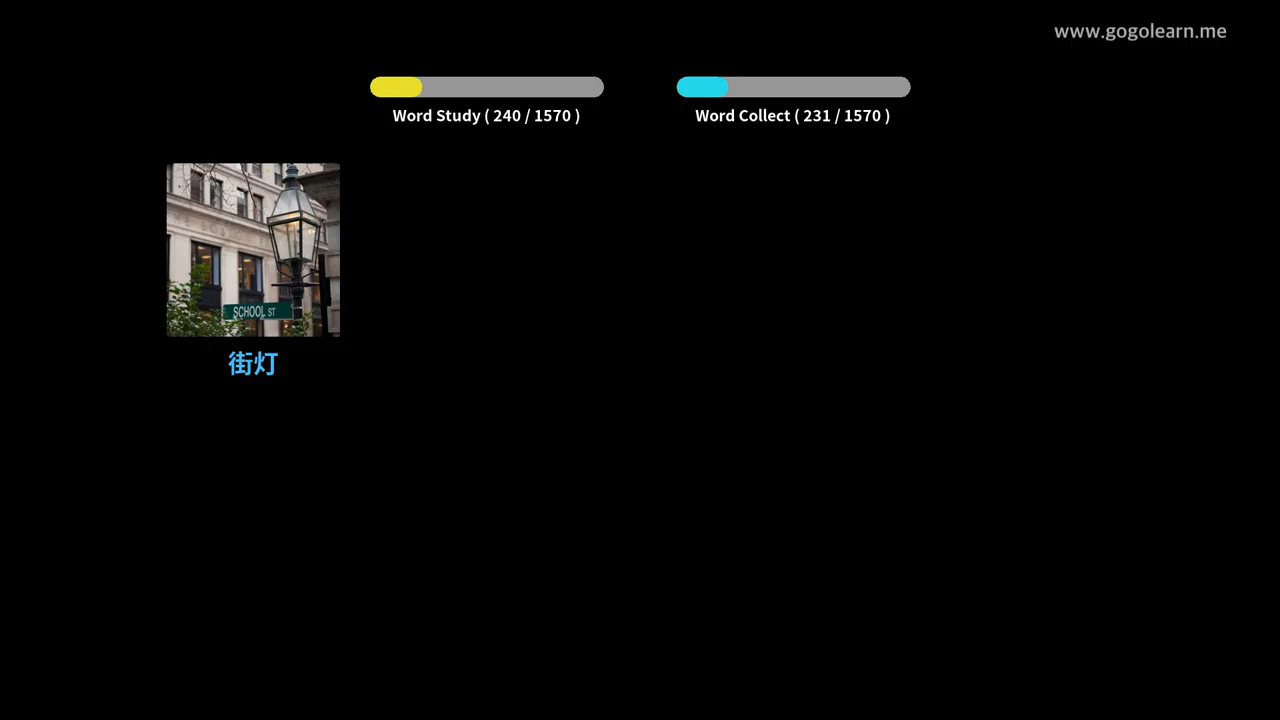 www.gogolearn.me
Word Study ( 240 / 1570 )
Word Collect ( 231 / 1570 )
SCHOOL ST
街灯